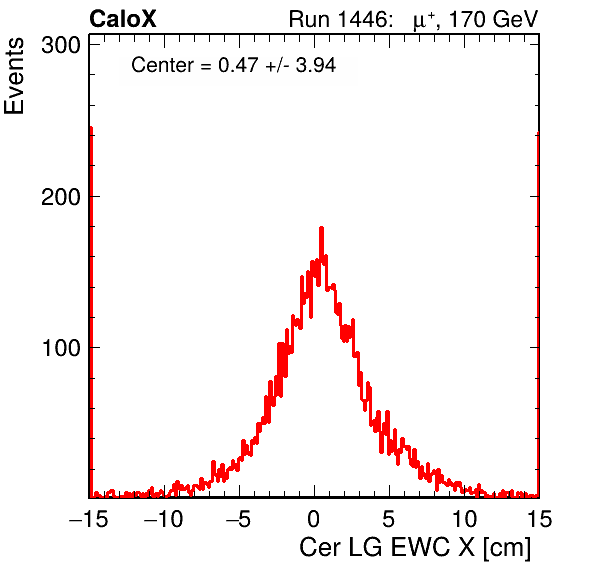 CaloX Run 1446: μ⁺, 170 GeV
Center = 0.47 +/- 3.94
Events
300
200
100
−15 −10 −5 0 5 10 15
Cer LG EWC X [cm]